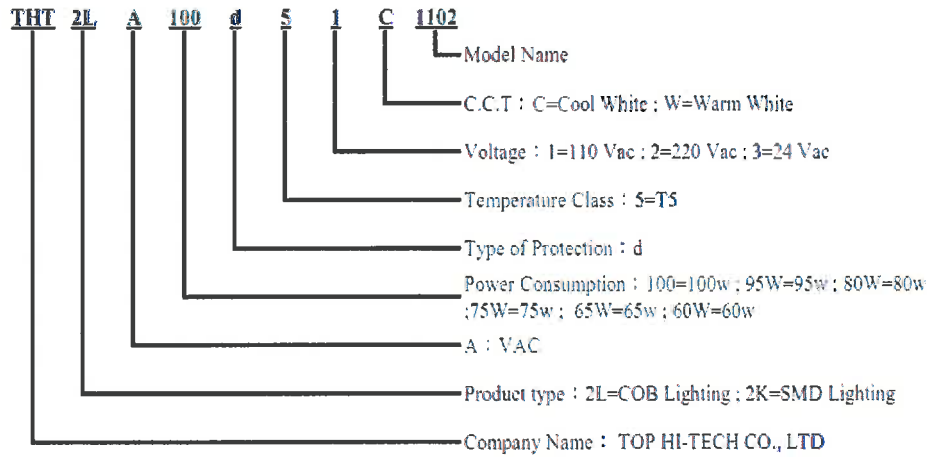 THT 2L A 100 d 5 1 C 1102
Model Name
C.C.T：C=Cool White ; W=Warm White
Voltage：1=110 Vac ; 2=220 Vac ; 3=24 Vac
Temperature Class：5=T5
Type of Protection：d
Power Consumption：100=100w ; 95W=95w ; 80W=80w
;75W=75w ; 65W=65w ; 60W=60w
A：VAC
Product type：2L=COB Lighting ; 2K=SMD Lighting
Company Name： TOP HI-TECH CO., LTD